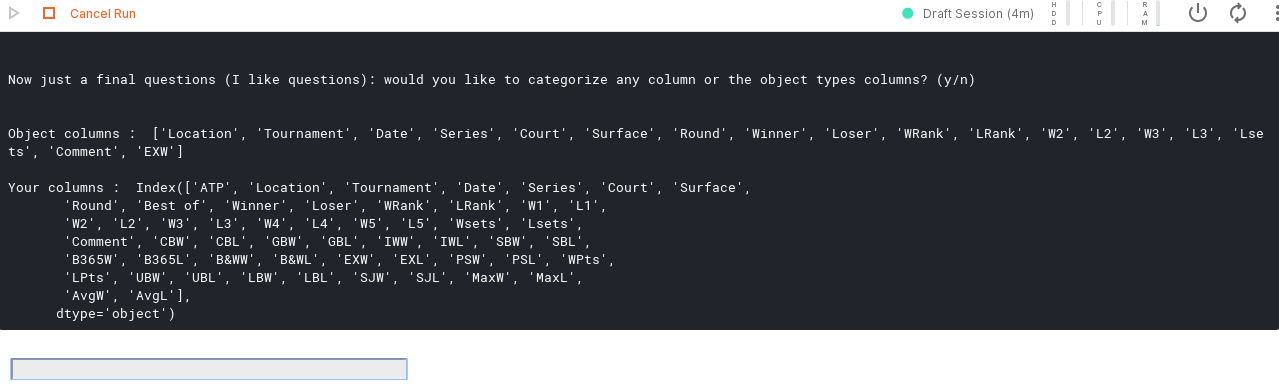 Cancel Run
Draft Session (4m)
HDD
CPU
RAM
Now just a final questions (I like questions): would you like to categorize any column or the object types columns? (y/n)
Object columns :  ['Location', 'Tournament', 'Date', 'Series', 'Court', 'Surface', 'Round', 'Winner', 'Loser', 'WRank', 'LRank', 'W2', 'L2', 'W3', 'L3', 'Lse
ts', 'Comment', 'EXW']
Your columns :  Index(['ATP', 'Location', 'Tournament', 'Date', 'Series', 'Court', 'Surface',
'Round', 'Best of', 'Winner', 'Loser', 'WRank', 'LRank', 'W1', 'L1',
'W2', 'L2', 'W3', 'L3', 'W4', 'L4', 'W5', 'L5', 'Wsets', 'Lsets',
'Comment', 'CBW', 'CBL', 'GBW', 'GBL', 'IWW', 'IWL', 'SBW', 'SBL',
'B365W', 'B365L', 'B&WW', 'B&WL', 'EXW', 'EXL', 'PSW', 'PSL', 'WPts',
'LPts', 'UBW', 'UBL', 'LBW', 'LBL', 'SJW', 'SJL', 'MaxW', 'MaxL',
'AvgW', 'AvgL'],
dtype='object')